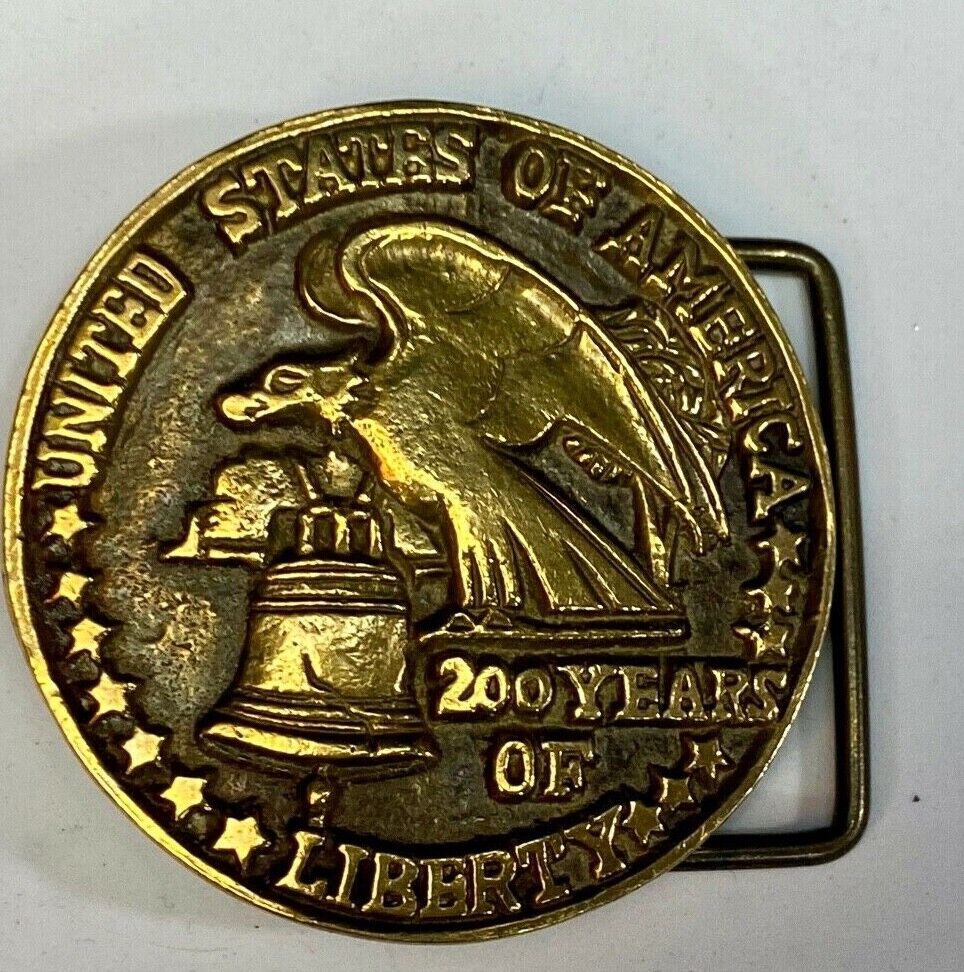 UNITED STATES OF AMERICA
200 YEARS
OF
LIBERTY